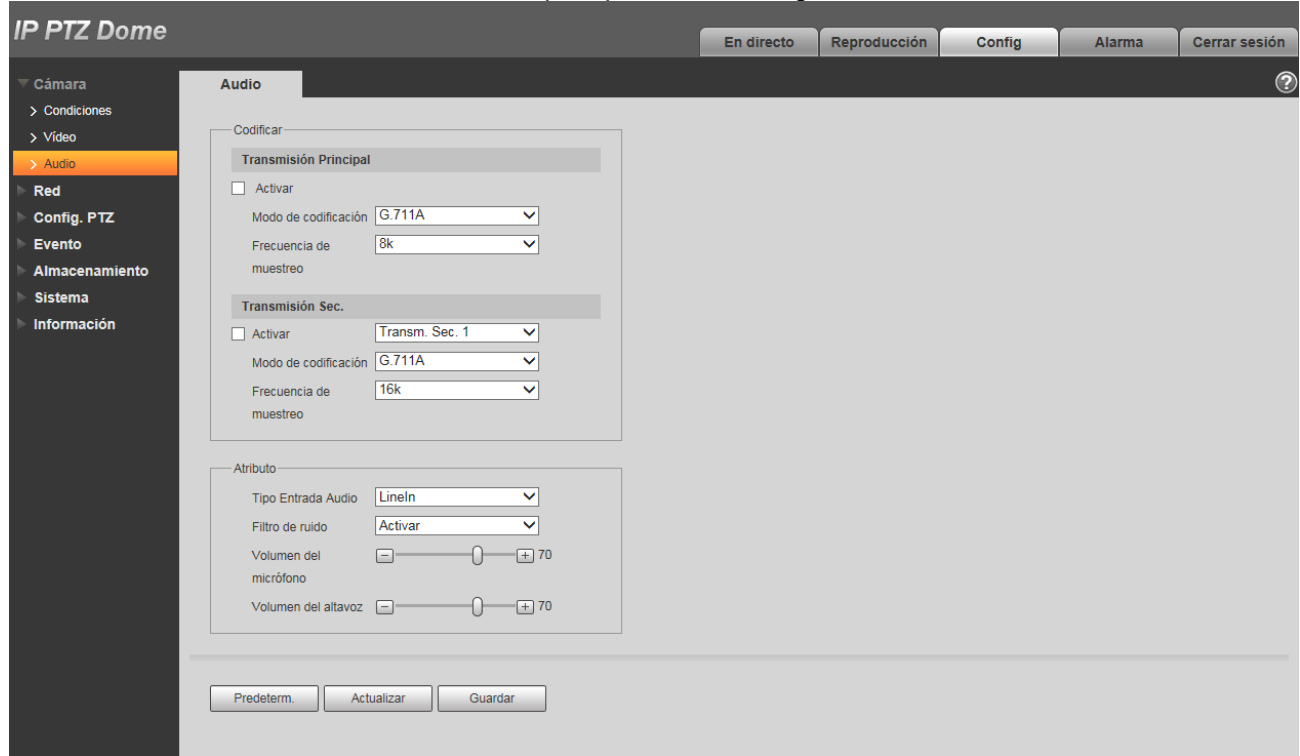 IP PTZ Dome
En directo
Reproducción
Config
Alarma
Cerrar sesión
Cámara
Condiciones
Vídeo
Audio
Red
Config. PTZ
Evento
Almacenamiento
Sistema
Información
Audio
?
Codificar
Transmisión Principal
Activar
Modo de codificación G.711A
Frecuencia de muestreo 8k
Transmisión Sec.
Activar Transm. Sec. 1
Modo de codificación G.711A
Frecuencia de muestreo 16k
Atributo
Tipo Entrada Audio LineIn
Filtro de ruido Activar
Volumen del micrófono 70
Volumen del altavoz 70
Predeterm.
Actualizar
Guardar